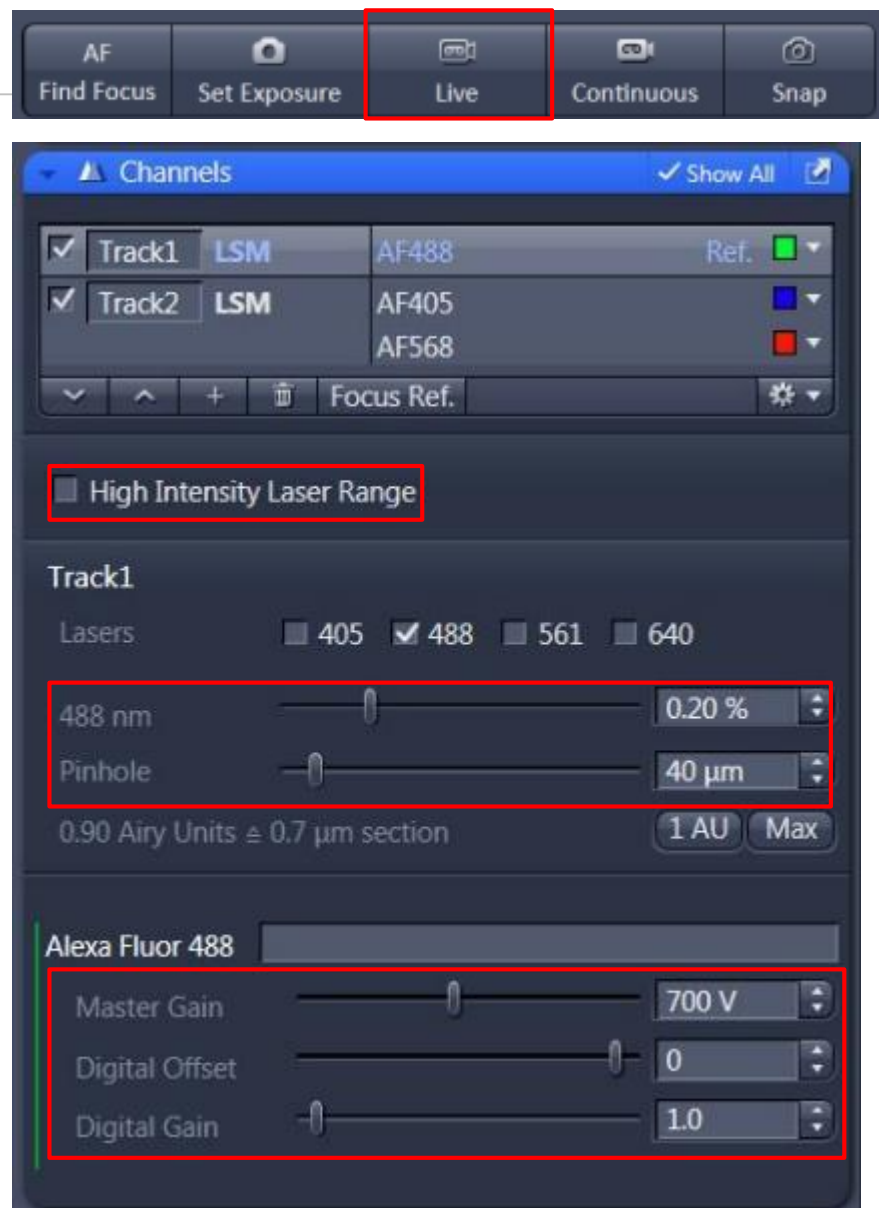 AF
Find Focus Set Exposure Live Continuous Snap
Channels Show All
Track1 LSM AF488 Ref.
Track2 LSM AF405
AF568
Focus Ref.
High Intensity Laser Range
Track1
Lasers 405 488 561 640
488 nm 0.20 %
Pinhole 40 µm
0.90 Airy Units ≙ 0.7 µm section 1 AU Max
Alexa Fluor 488
Master Gain 700 V
Digital Offset 0
Digital Gain 1.0